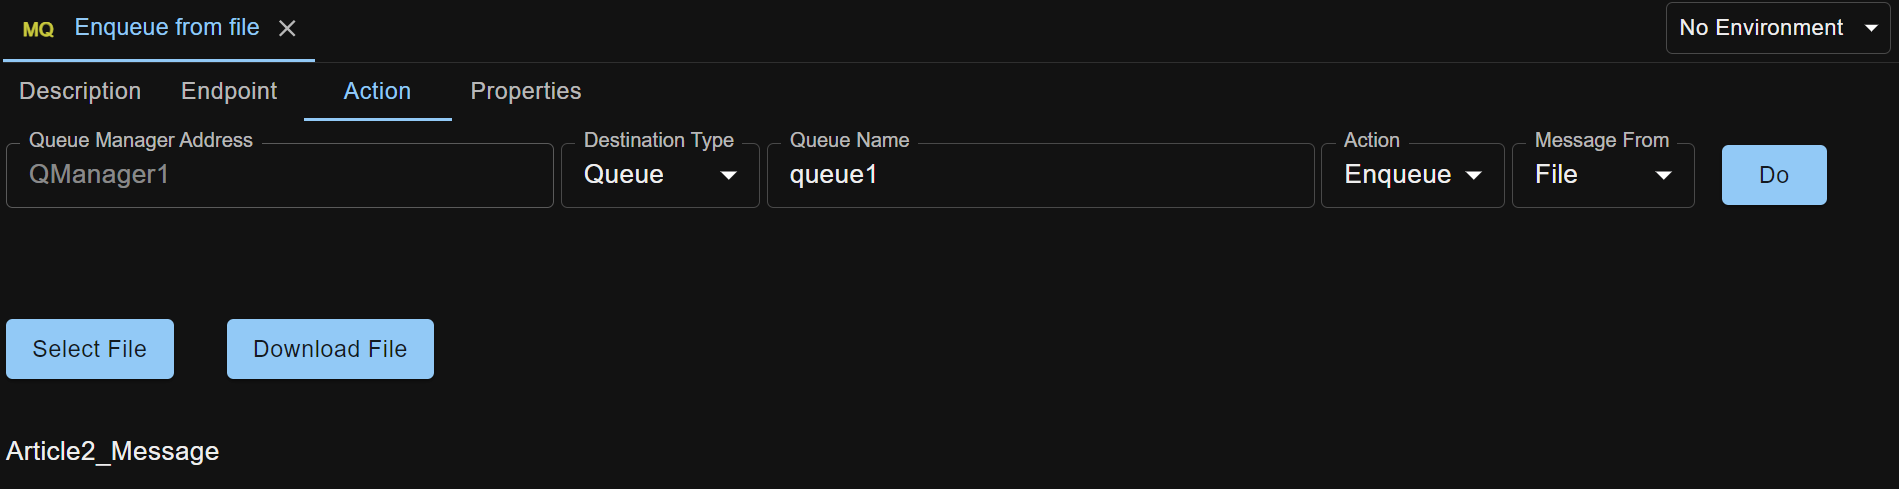 MQ Enqueue from file
No Environment
Description Endpoint Action Properties
Queue Manager Address Destination Type Queue Name Action Message From
QManager1 Queue queue1 Enqueue File Do
Select File Download File
Article2_Message